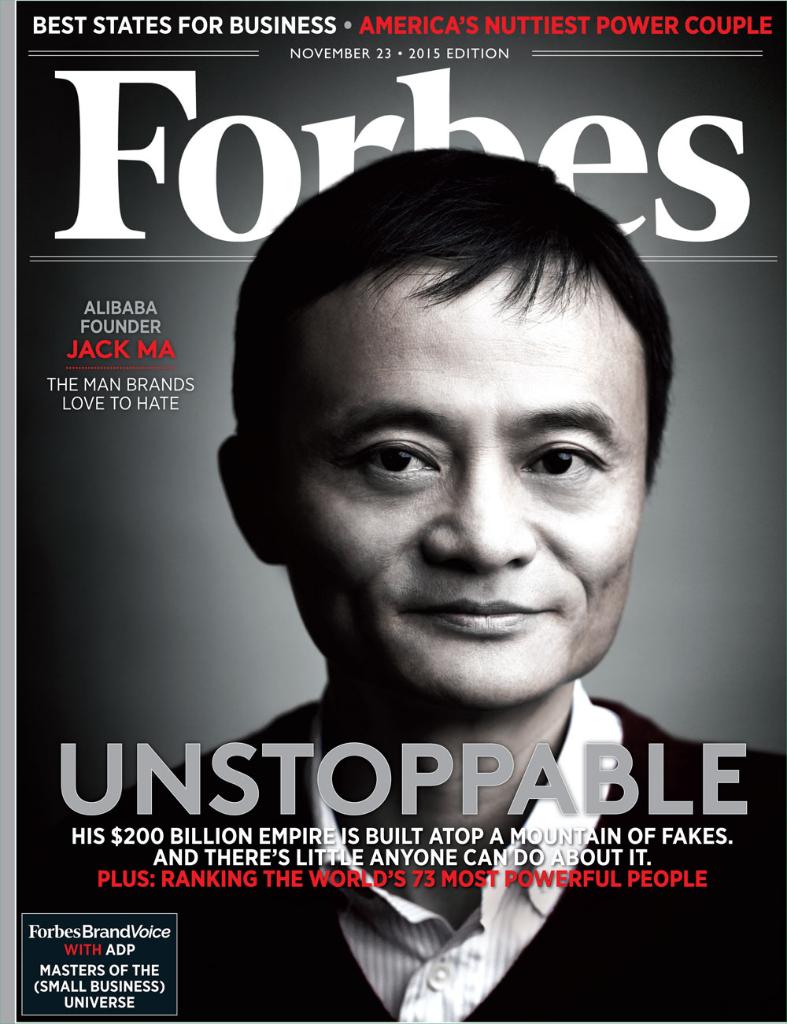 BEST STATES FOR BUSINESS • AMERICA'S NUTTIEST POWER COUPLE
NOVEMBER 23 • 2015 EDITION
Forbes
ALIBABA
FOUNDER
JACK MA
THE MAN BRANDS
LOVE TO HATE
UNSTOPPABLE
HIS $200 BILLION EMPIRE IS BUILT ATOP A MOUNTAIN OF FAKES.
AND THERE'S LITTLE ANYONE CAN DO ABOUT IT.
PLUS: RANKING THE WORLD'S 73 MOST POWERFUL PEOPLE
ForbesBrandVoice
WITH ADP
MASTERS OF THE
(SMALL BUSINESS)
UNIVERSE